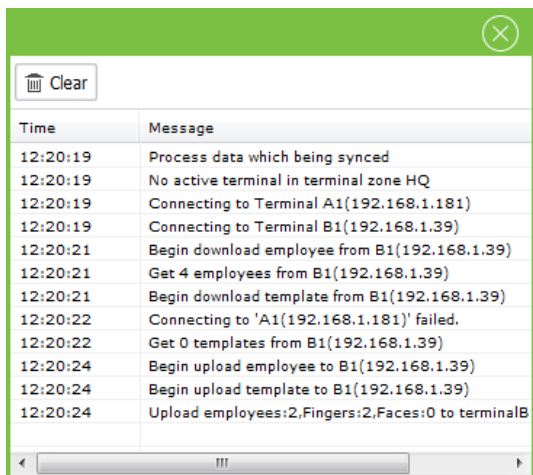 Clear
Time Message
12:20:19 Process data which being synced
12:20:19 No active terminal in terminal zone HQ
12:20:19 Connecting to Terminal A1(192.168.1.181)
12:20:19 Connecting to Terminal B1(192.168.1.39)
12:20:21 Begin download employee from B1(192.168.1.39)
12:20:21 Get 4 employees from B1(192.168.1.39)
12:20:21 Begin download template from B1(192.168.1.39)
12:20:22 Connecting to 'A1(192.168.1.181)' failed.
12:20:22 Get 0 templates from B1(192.168.1.39)
12:20:24 Begin upload employee to B1(192.168.1.39)
12:20:24 Begin upload template to B1(192.168.1.39)
12:20:24 Upload employees:2,Fingers:2,Faces:0 to terminalB